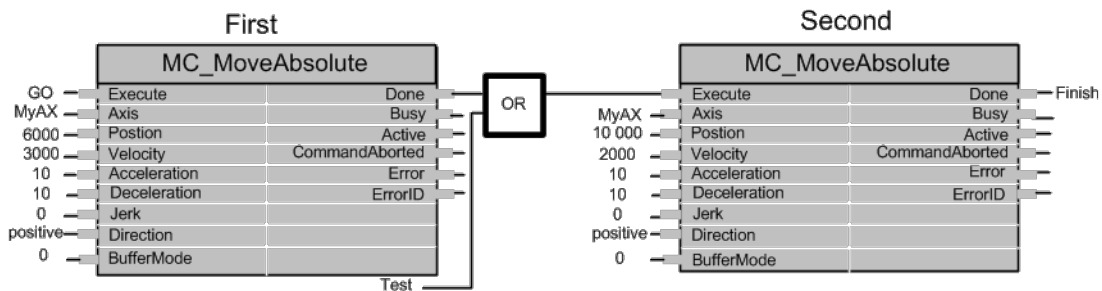 First Second
MC_MoveAbsolute MC_MoveAbsolute
GO Execute Done OR Execute Done Finish
MyAX Axis Busy MyAX Axis Busy
6000 Postion Active 10 000 Postion Active
3000 Velocity CommandAborted 2000 Velocity CommandAborted
10 Acceleration Error 10 Acceleration Error
10 Deceleration ErrorID 10 Deceleration ErrorID
0 Jerk 0 Jerk
positive Direction positive Direction
0 BufferMode 0 BufferMode
Test